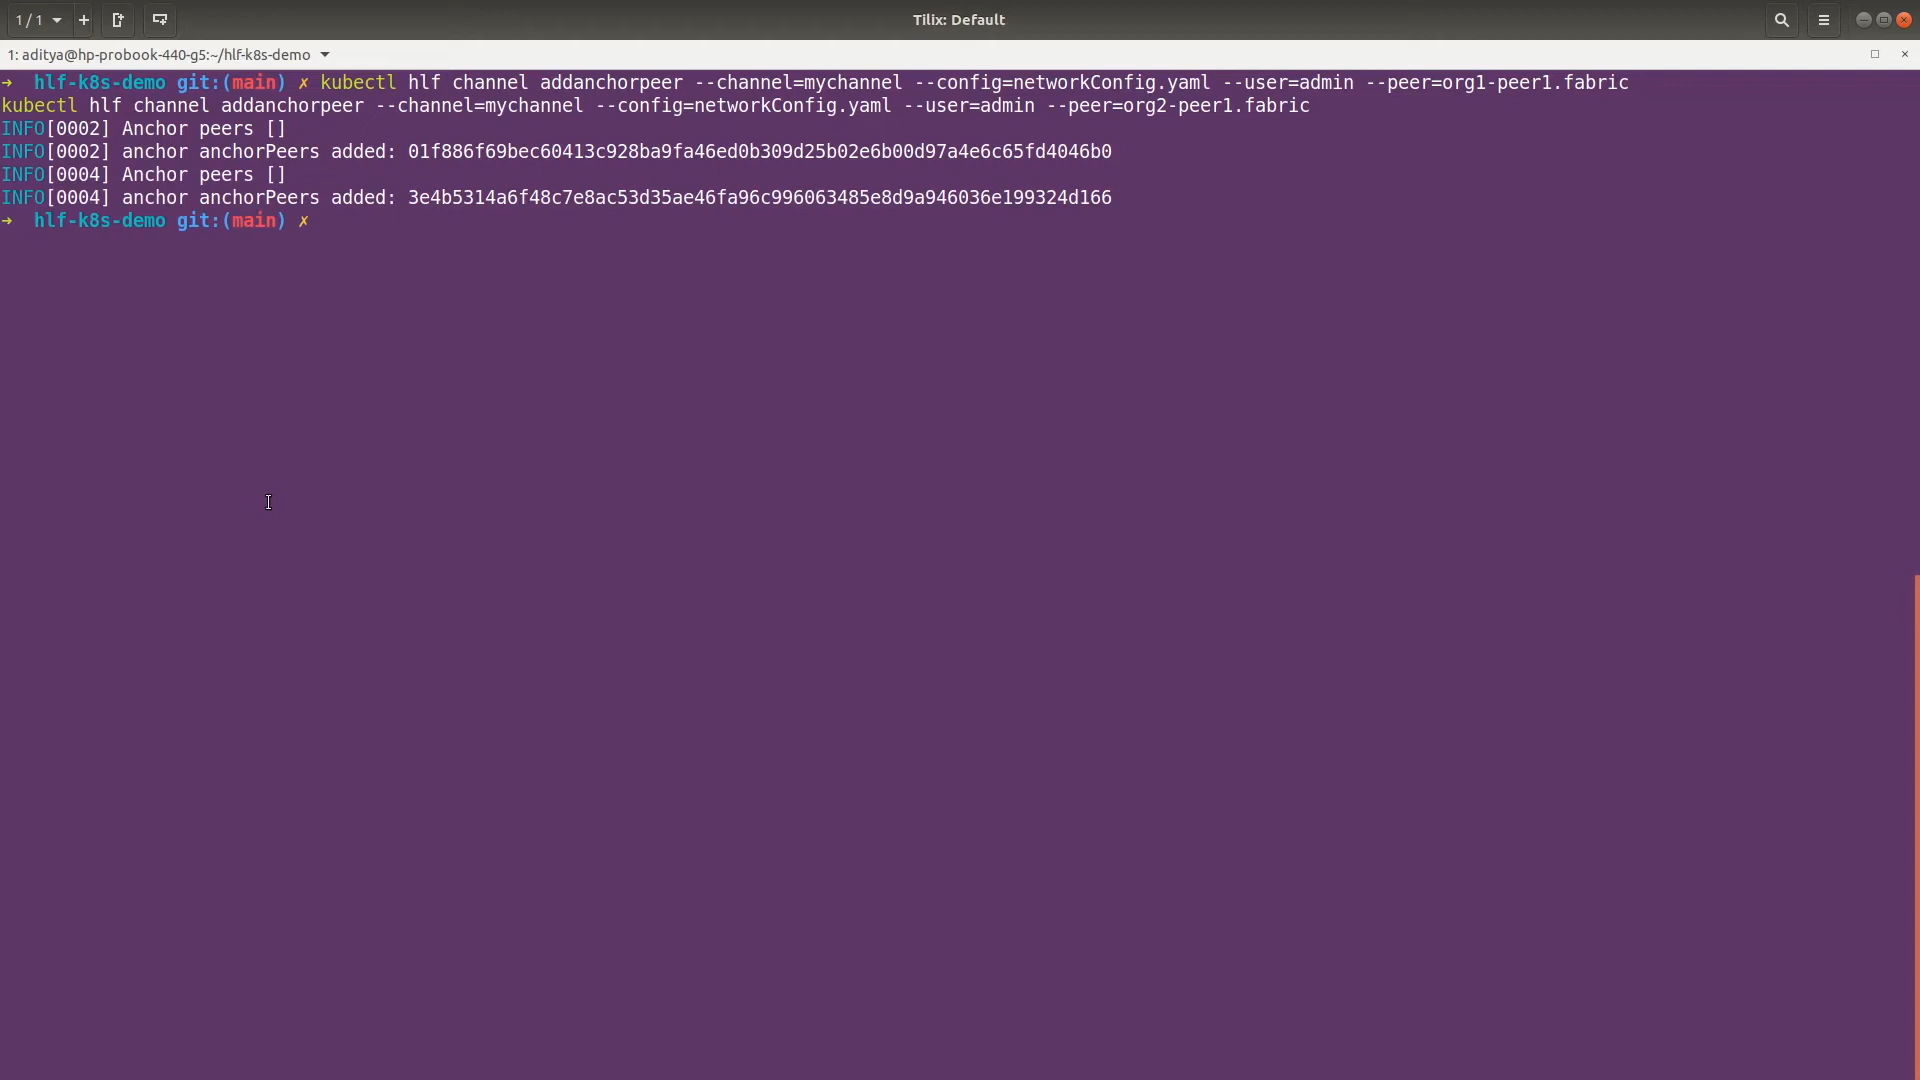 1 / 1
Tilix: Default
1: aditya@hp-probook-440-g5:~/hlf-k8s-demo
→ hlf-k8s-demo git:(main) ✗ kubectl hlf channel addanchorpeer --channel=mychannel --config=networkConfig.yaml --user=admin --peer=org1-peer1.fabric
kubectl hlf channel addanchorpeer --channel=mychannel --config=networkConfig.yaml --user=admin --peer=org2-peer1.fabric
INFO[0002] Anchor peers []
INFO[0002] anchor anchorPeers added: 01f886f69bec60413c928ba9fa46ed0b309d25b02e6b00d97a4e6c65fd4046b0
INFO[0004] Anchor peers []
INFO[0004] anchor anchorPeers added: 3e4b5314a6f48c7e8ac53d35ae46fa96c996063485e8d9a946036e199324d166
→ hlf-k8s-demo git:(main) ✗